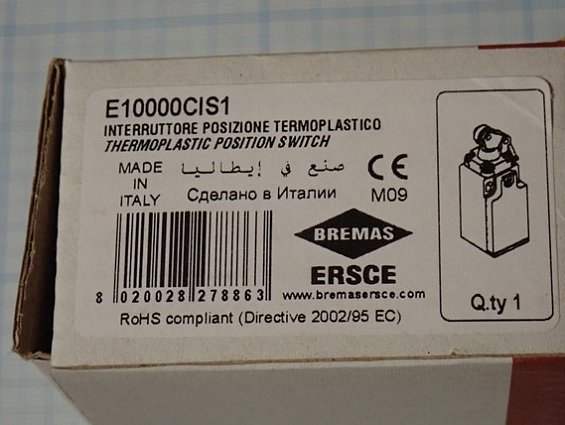 E10000CIS1
INTERRUTTORE POSIZIONE TERMOPLASTICO
THERMOPLASTIC POSITION SWITCH
MADE IN ITALY
صنع في إيطاليا
Сделано в Италии
CE
M09
BREMAS
ERSCE
www.bremasersce.com
8 020028 278863
RoHS compliant (Directive 2002/95 EC)
Q.ty 1